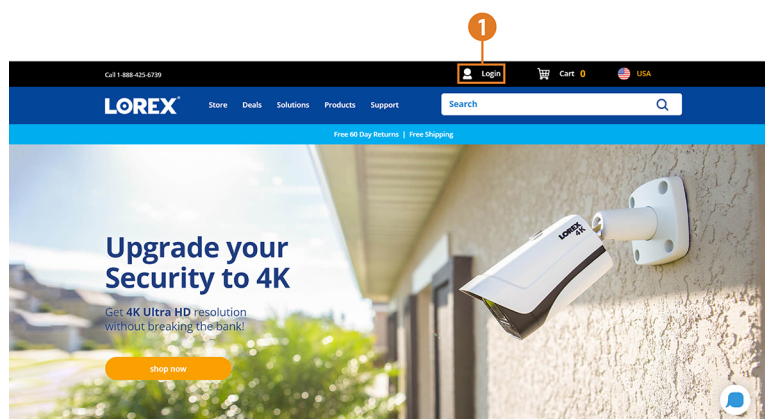 1
Call 1-888-425-6739
Login
Cart 0
USA
LOREX
Store Deals Solutions Products Support
Search
Free 60 Day Returns | Free Shipping
LOREX
4K
Upgrade your
Security to 4K
Get 4K Ultra HD resolution
without breaking the bank!
shop now